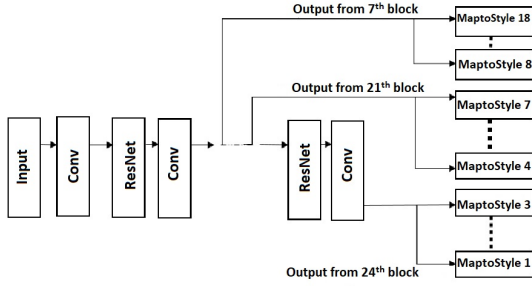 Output from 7th block
MaptoStyle 18
MaptoStyle 8
Output from 21th block
MaptoStyle 7
MaptoStyle 4
Input
Conv
ResNet
Conv
ResNet
Conv
MaptoStyle 3
MaptoStyle 1
Output from 24th block